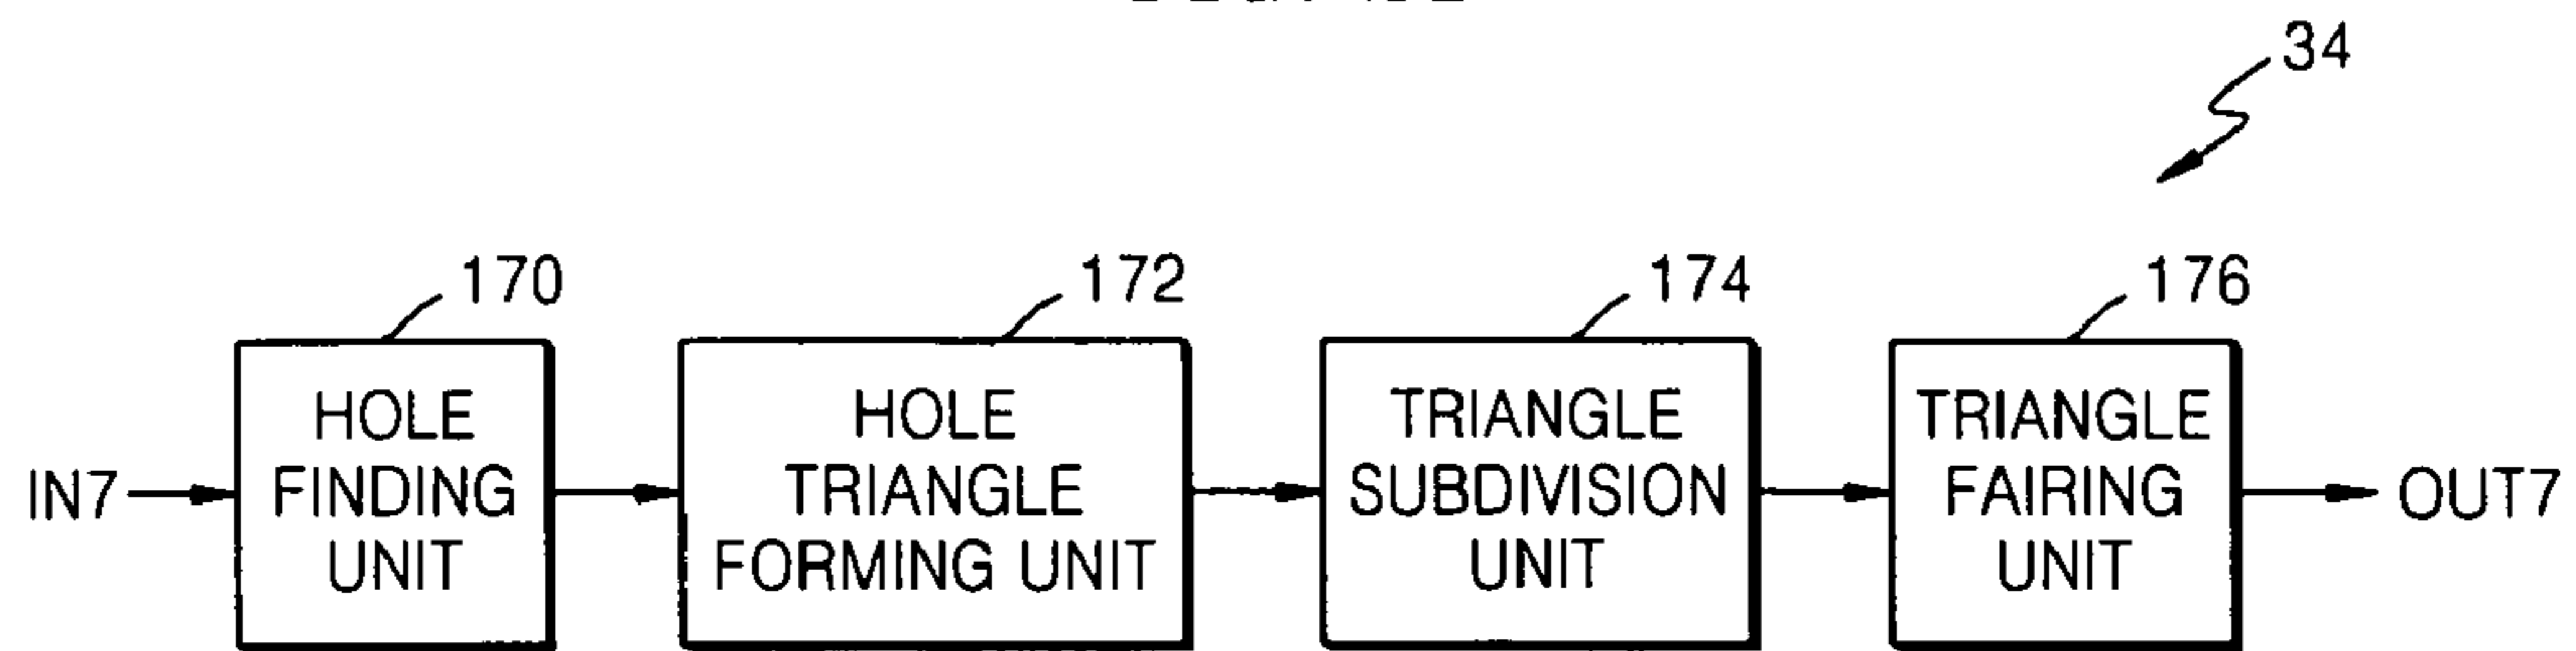 34
170
172
174
176
IN7
HOLE
FINDING
UNIT
HOLE
TRIANGLE
FORMING UNIT
TRIANGLE
SUBDIVISION
UNIT
TRIANGLE
FAIRING
UNIT
OUT7